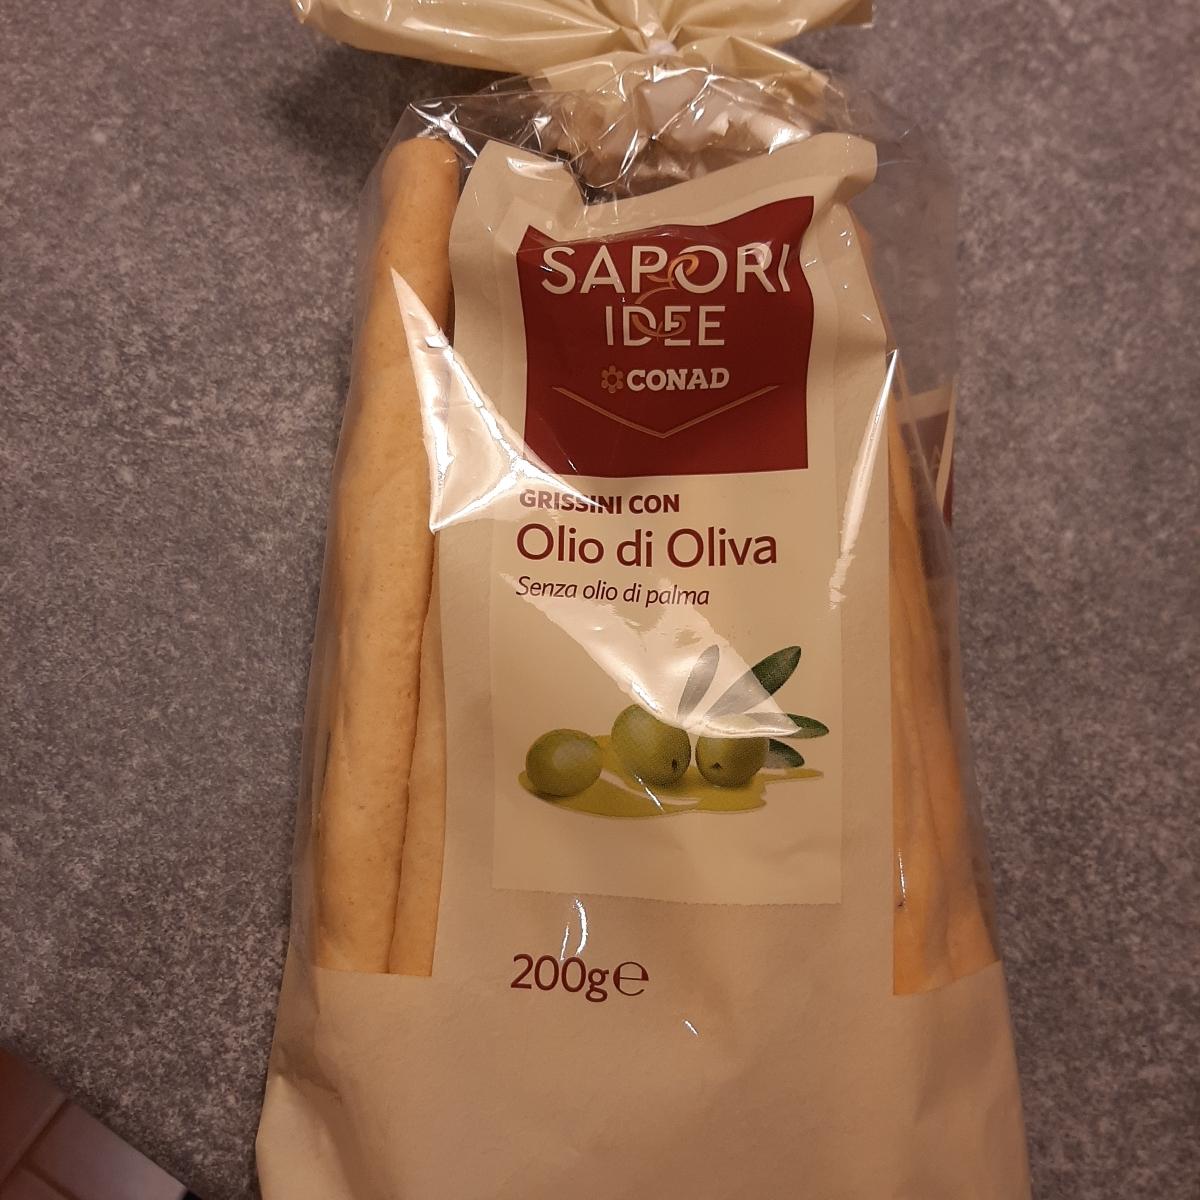 SAPORI
&
IDEE
CONAD
GRISSINI CON
Olio di Oliva
Senza olio di palma
200g℮